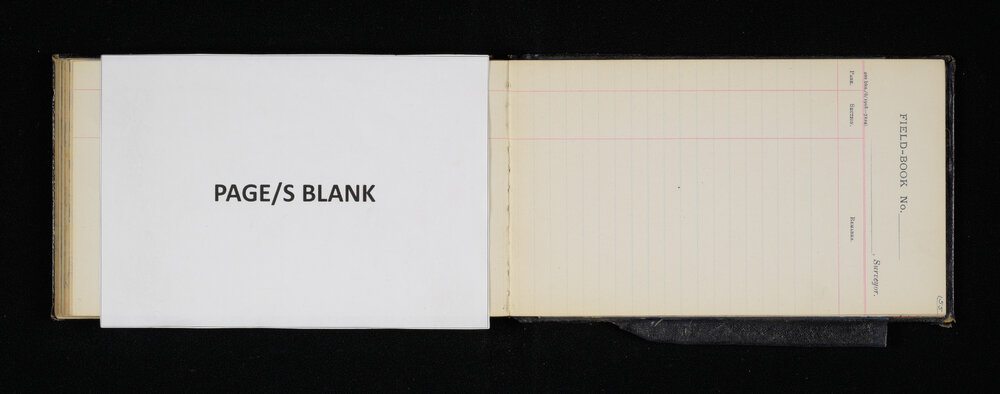 PAGE/S BLANK
FIELD-BOOK No.
, Surveyor.
PAGE. SECTION. REMARKS.